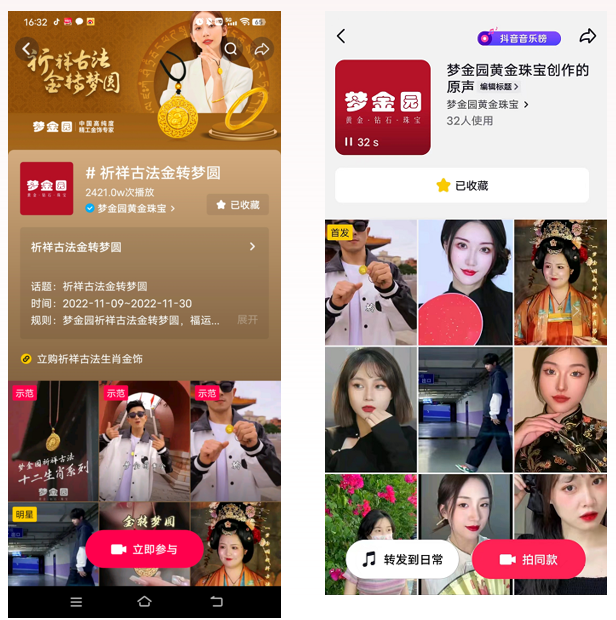 16:32
祈祥古法
金转梦圆
梦金园
中国高纯度
精工金饰专家
梦金园
# 祈祥古法金转梦圆
2421.0w次播放
梦金园黄金珠宝
已收藏
祈祥古法金转梦圆
话题：祈祥古法金转梦圆
时间：2022-11-09~2022-11-30
规则：梦金园祈祥古法金转梦圆，福运...
展开
立购祈祥古法生肖金饰
示范
示范
示范
梦金园祈祥古法
十二生肖系列
梦金园
明星
金转梦圆
立即参与
抖音音乐榜
梦金园
黄金·钻石·珠宝
32 s
梦金园黄金珠宝创作的
原声
编辑标题
梦金园黄金珠宝
32人使用
已收藏
首发
转发到日常
拍同款